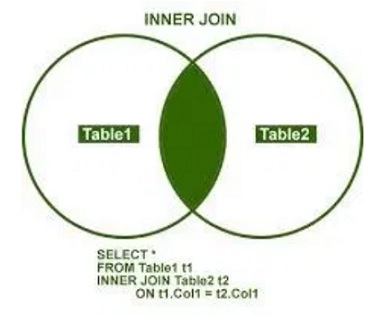 INNER JOIN
Table1
Table2
SELECT *
FROM Table1 t1
INNER JOIN Table2 t2
ON t1.Col1 = t2.Col1